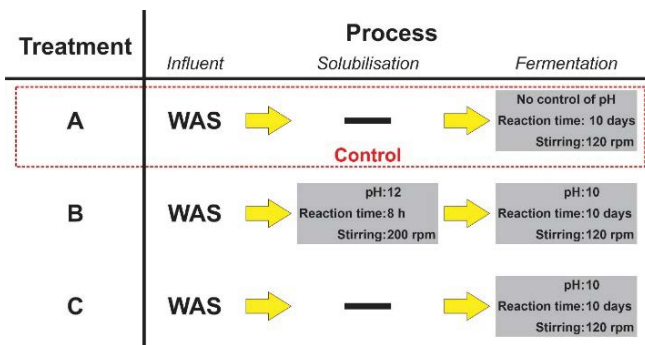 Treatment
Process
Influent
Solubilisation
Fermentation
A
WAS
No control of pH
Reaction time: 10 days
Stirring:120 rpm
Control
B
WAS
pH:12
Reaction time:8 h
Stirring:200 rpm
pH:10
Reaction time:10 days
Stirring:120 rpm
C
WAS
pH:10
Reaction time:10 days
Stirring:120 rpm